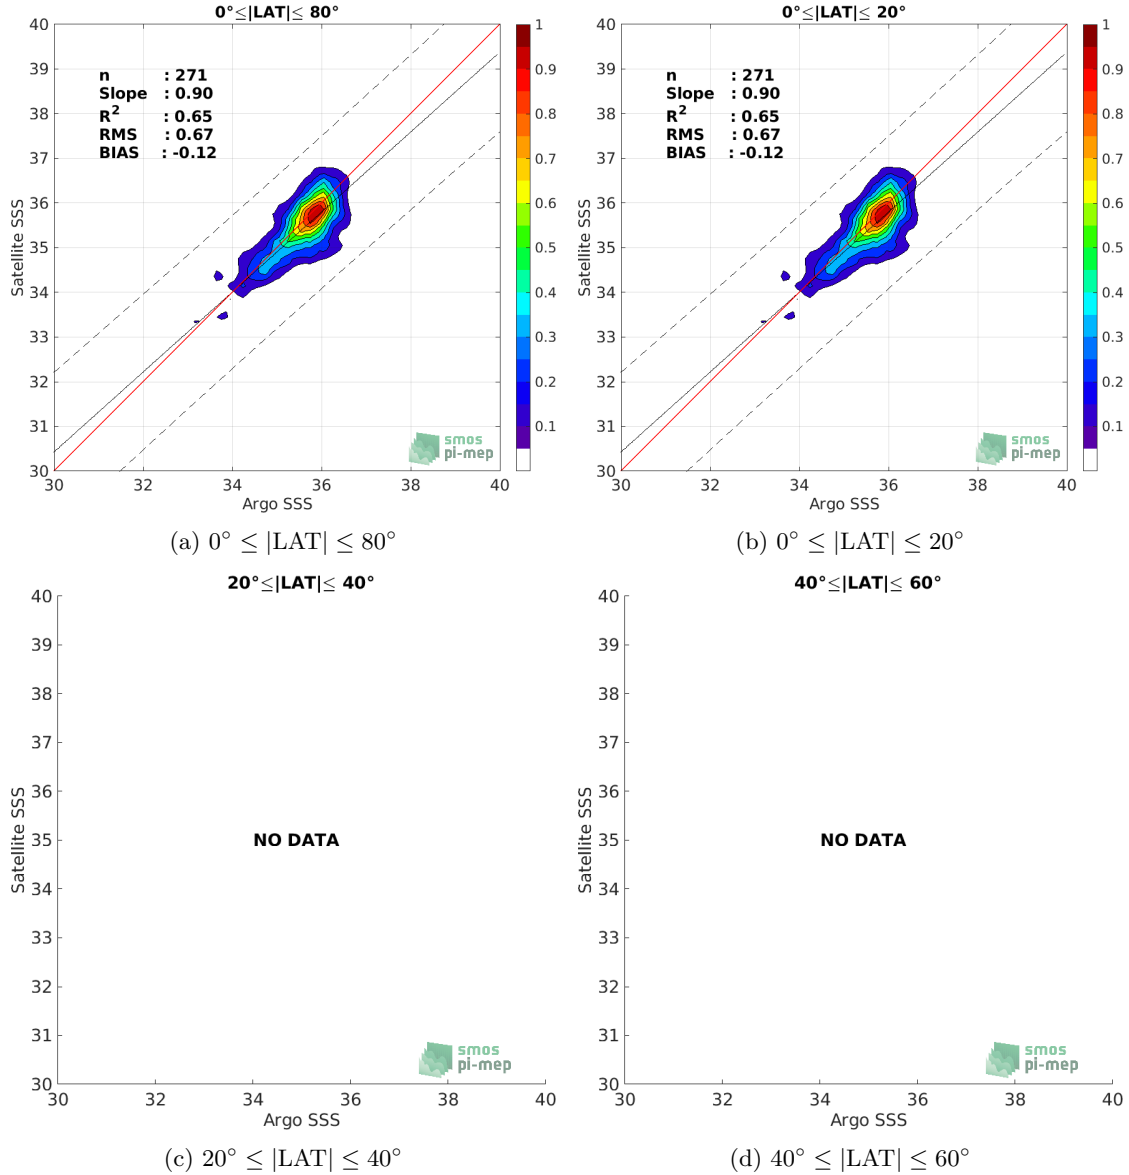 0°≤|LAT|≤ 80°
40
39
38
37
36
35
34
33
32
31
30
Satellite SSS
n : 271
Slope : 0.90
R² : 0.65
RMS : 0.67
BIAS : -0.12
smos
pi-mep
30 32 34 36 38 40
Argo SSS
1
0.9
0.8
0.7
0.6
0.5
0.4
0.3
0.2
0.1
(a) 0° ≤ |LAT| ≤ 80°
0°≤|LAT|≤ 20°
40
39
38
37
36
35
34
33
32
31
30
Satellite SSS
n : 271
Slope : 0.90
R² : 0.65
RMS : 0.67
BIAS : -0.12
smos
pi-mep
30 32 34 36 38 40
Argo SSS
1
0.9
0.8
0.7
0.6
0.5
0.4
0.3
0.2
0.1
(b) 0° ≤ |LAT| ≤ 20°
20°≤|LAT|≤ 40°
40
39
38
37
36
35
34
33
32
31
30
Satellite SSS
NO DATA
smos
pi-mep
30 32 34 36 38 40
Argo SSS
(c) 20° ≤ |LAT| ≤ 40°
40°≤|LAT|≤ 60°
40
39
38
37
36
35
34
33
32
31
30
Satellite SSS
NO DATA
smos
pi-mep
30 32 34 36 38 40
Argo SSS
(d) 40° ≤ |LAT| ≤ 60°